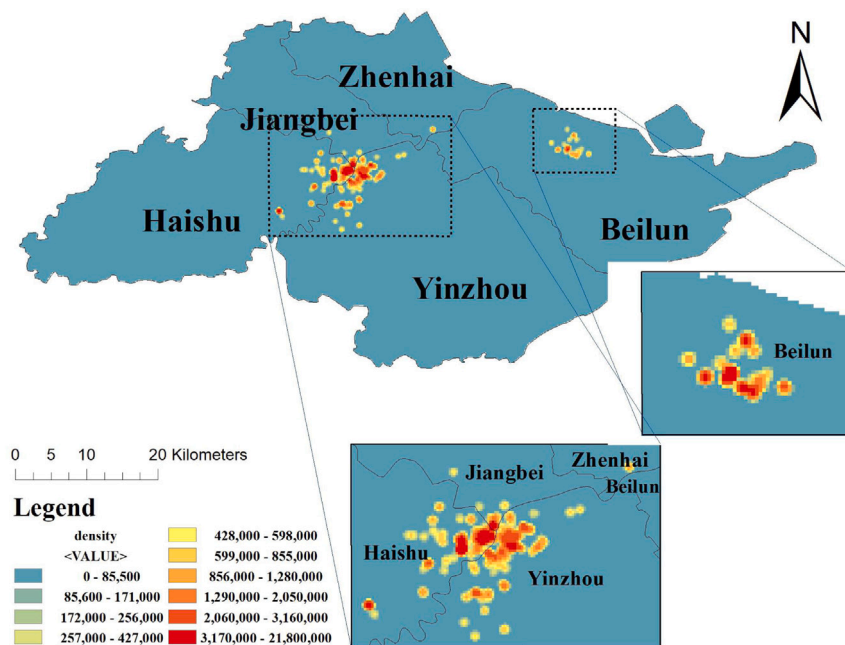 N
Zhenhai
Jiangbei
Haishu
Beilun
Yinzhou
Beilun
0 5 10 20 Kilometers
Jiangbei
Zhenhai
Beilun
Haishu
Yinzhou
Legend
density
<VALUE>
0 - 85,500
85,600 - 171,000
172,000 - 256,000
257,000 - 427,000
428,000 - 598,000
599,000 - 855,000
856,000 - 1,280,000
1,290,000 - 2,050,000
2,060,000 - 3,160,000
3,170,000 - 21,800,000